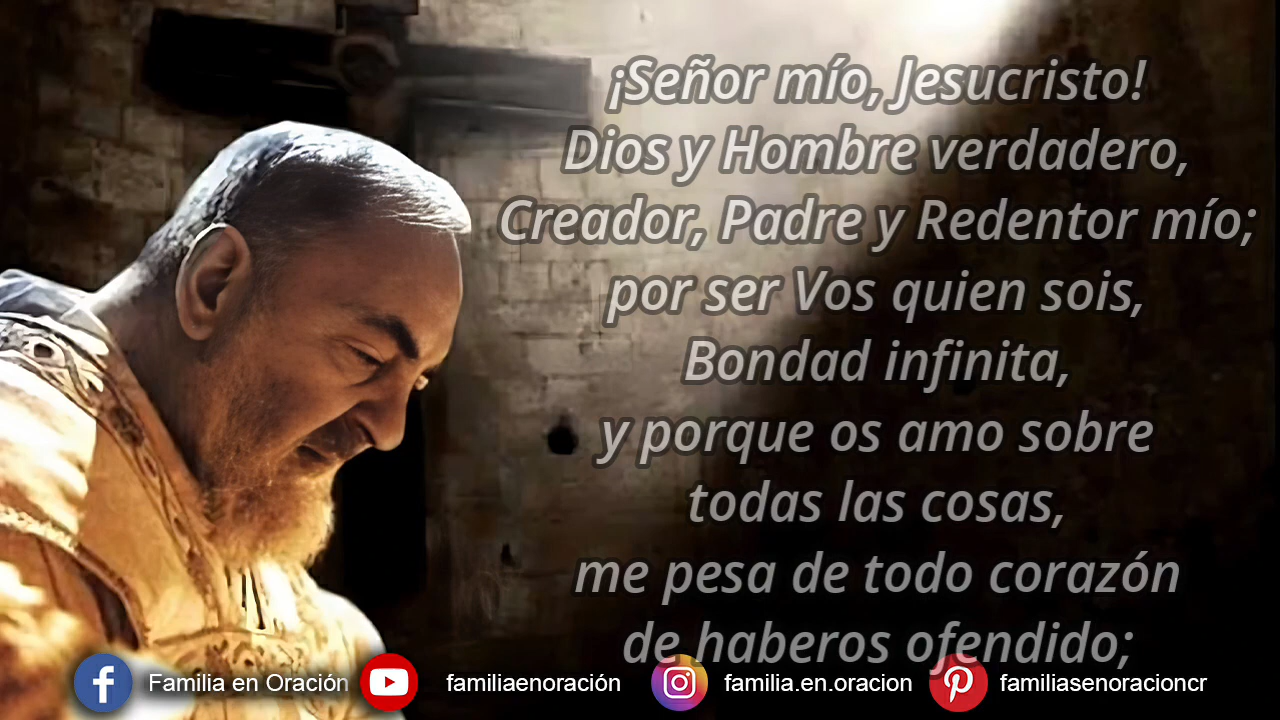 ¡Señor mío, Jesucristo!
Dios y Hombre verdadero,
Creador, Padre y Redentor mío;
por ser Vos quien sois,
Bondad infinita,
y porque os amo sobre
todas las cosas,
me pesa de todo corazón
de haberos ofendido;
Família en Oración
familiaenoración
familia.en.oracion
familiasenoracioncr